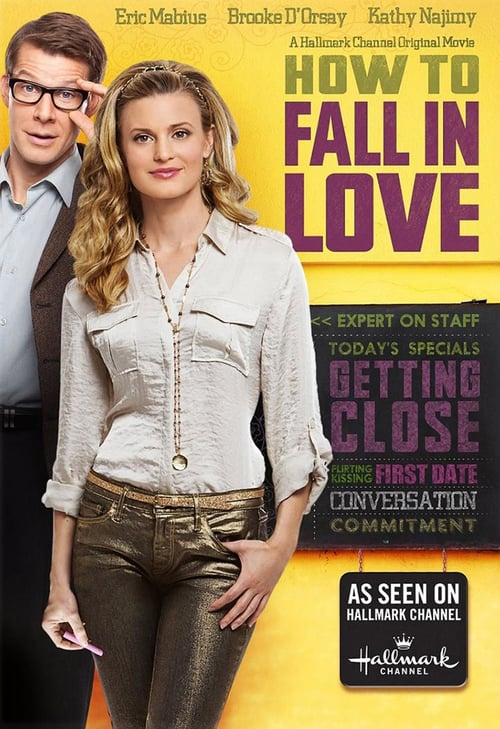 Eric Mabius Brooke D'Orsay Kathy Najimy
A Hallmark Channel Original Movie
HOW TO
FALL IN
LOVE
<< EXPERT ON STAFF
TODAY'S SPECIALS
GETTING
CLOSE
FLIRTING
KISSING FIRST DATE
CONVERSATION
COMMITMENT
AS SEEN ON
HALLMARK CHANNEL
Hallmark
CHANNEL